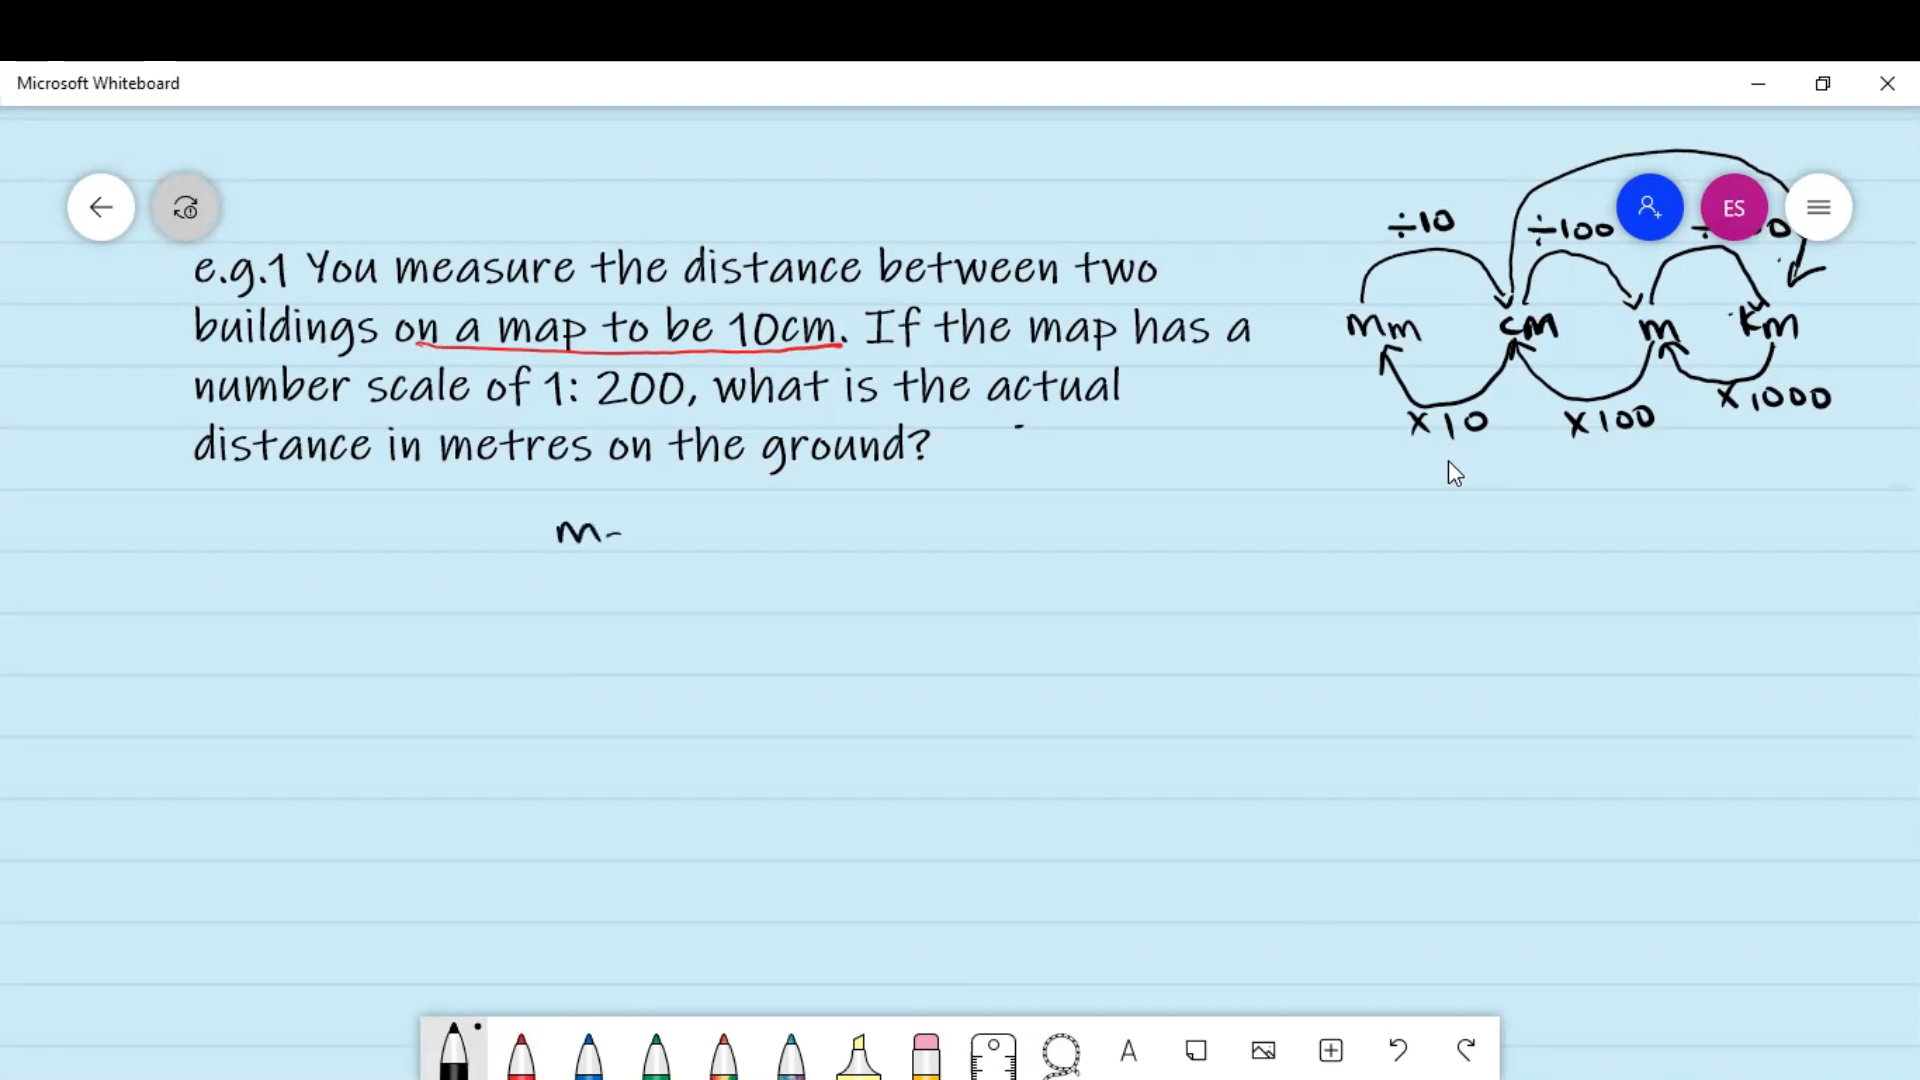 Microsoft Whiteboard
ES
÷10 ÷100
e.g.1 You measure the distance between two
buildings on a map to be 10cm. If the map has a
number scale of 1: 200, what is the actual
distance in metres on the ground?
mm cm m km
x10 x100 x1000
m-
A